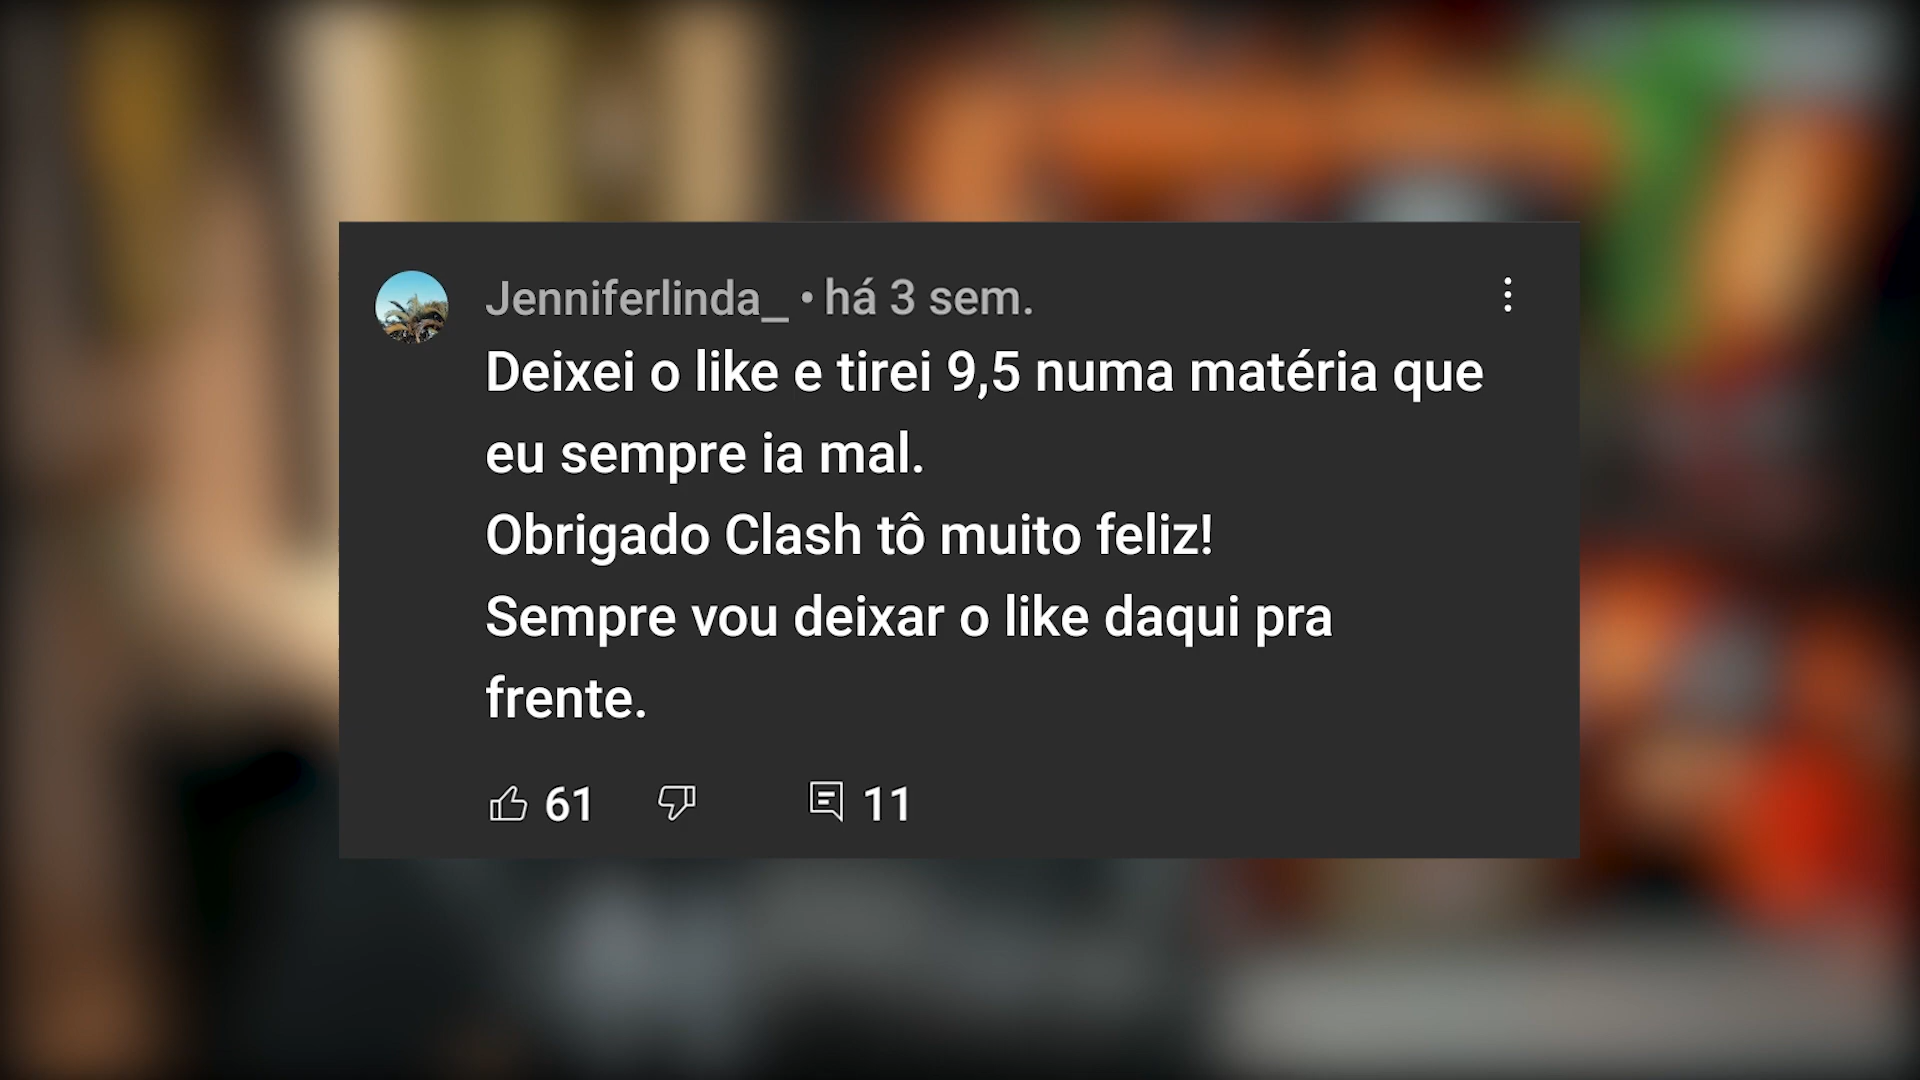 Jenniferlinda_ • há 3 sem.
Deixei o like e tirei 9,5 numa matéria que
eu sempre ia mal.
Obrigado Clash tô muito feliz!
Sempre vou deixar o like daqui pra
frente.
61 11